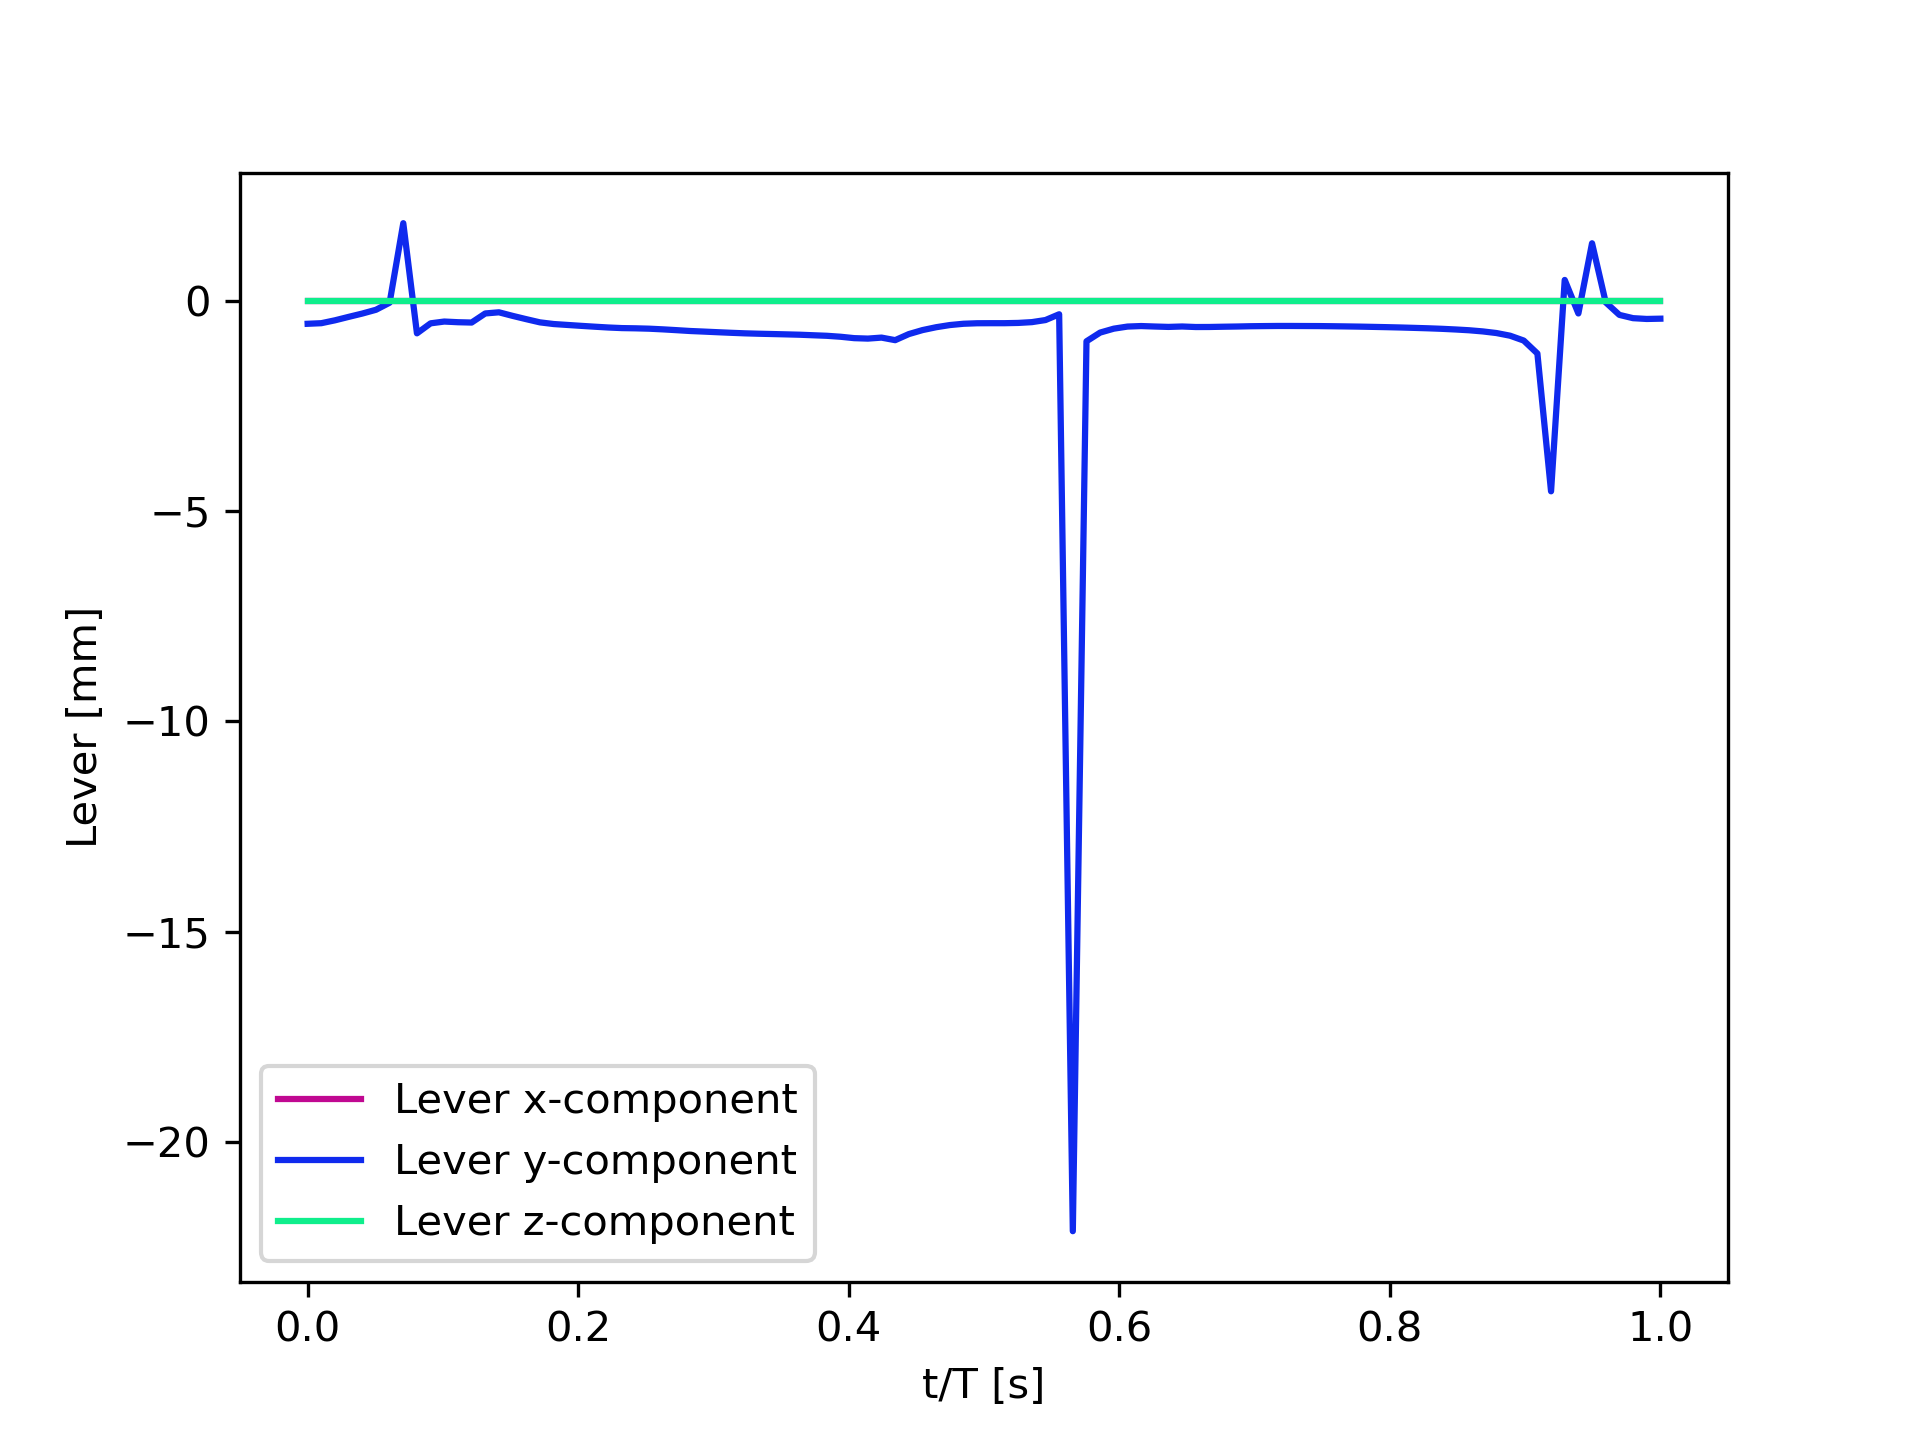 0
−5
−10
−15
−20
Lever [mm]
Lever x-component
Lever y-component
Lever z-component
0.0 0.2 0.4 0.6 0.8 1.0
t/T [s]